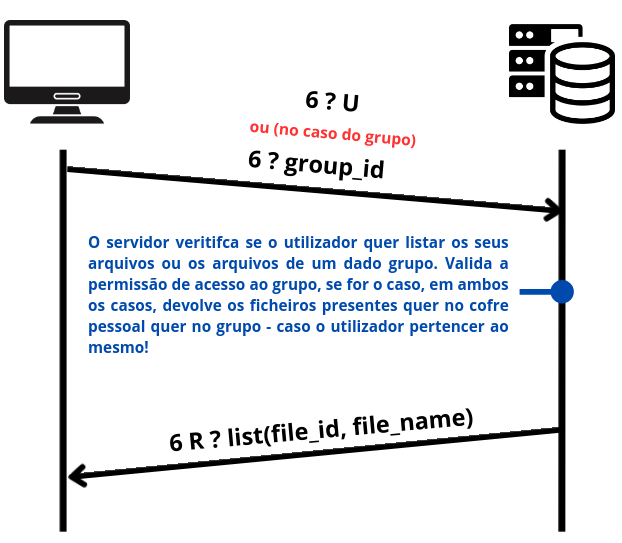 6 ? U
ou (no caso do grupo)
6 ? group_id
O servidor veritifca se o utilizador quer listar os seus
arquivos ou os arquivos de um dado grupo. Valida a
permissão de acesso ao grupo, se for o caso, em ambos
os casos, devolve os ficheiros presentes quer no cofre
pessoal quer no grupo - caso o utilizador pertencer ao
mesmo!
6 R ? list(file_id, file_name)